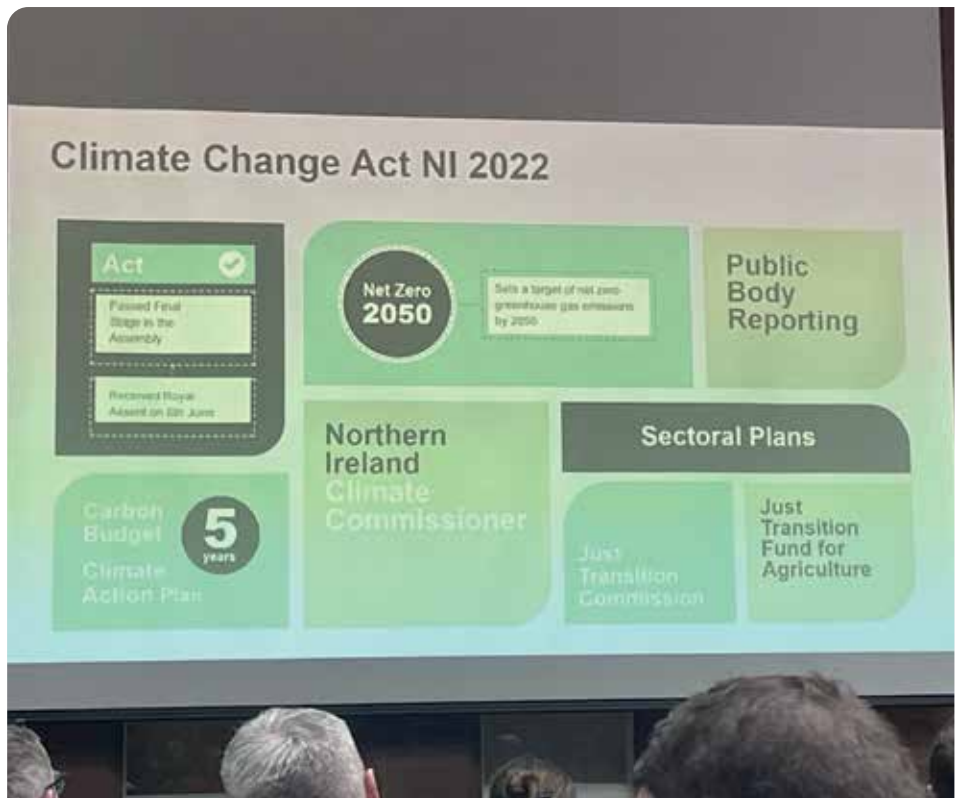 Climate Change Act NI 2022
Act
Passed Final
Stage in the
Assembly
Received Royal
Assent on 6th June
Net Zero
2050
Sets a target of net zero
greenhouse gas emissions
by 2050
Public
Body
Reporting
Carbon
Budget
Climate
Action Plan
5
years
Northern
Ireland
Climate
Commissioner
Sectoral Plans
Just
Transition
Commission
Just
Transition
Fund for
Agriculture